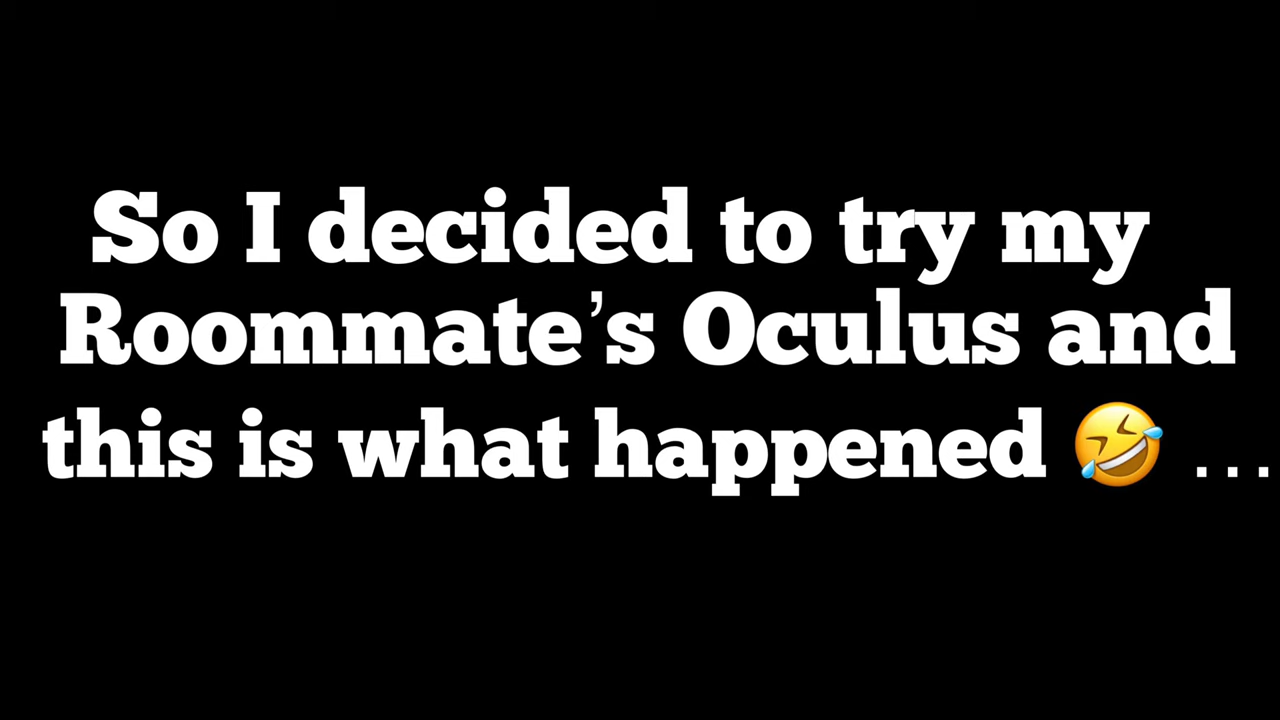 So I decided to try my
Roommate’s Oculus and
this is what happened 🤣 ...